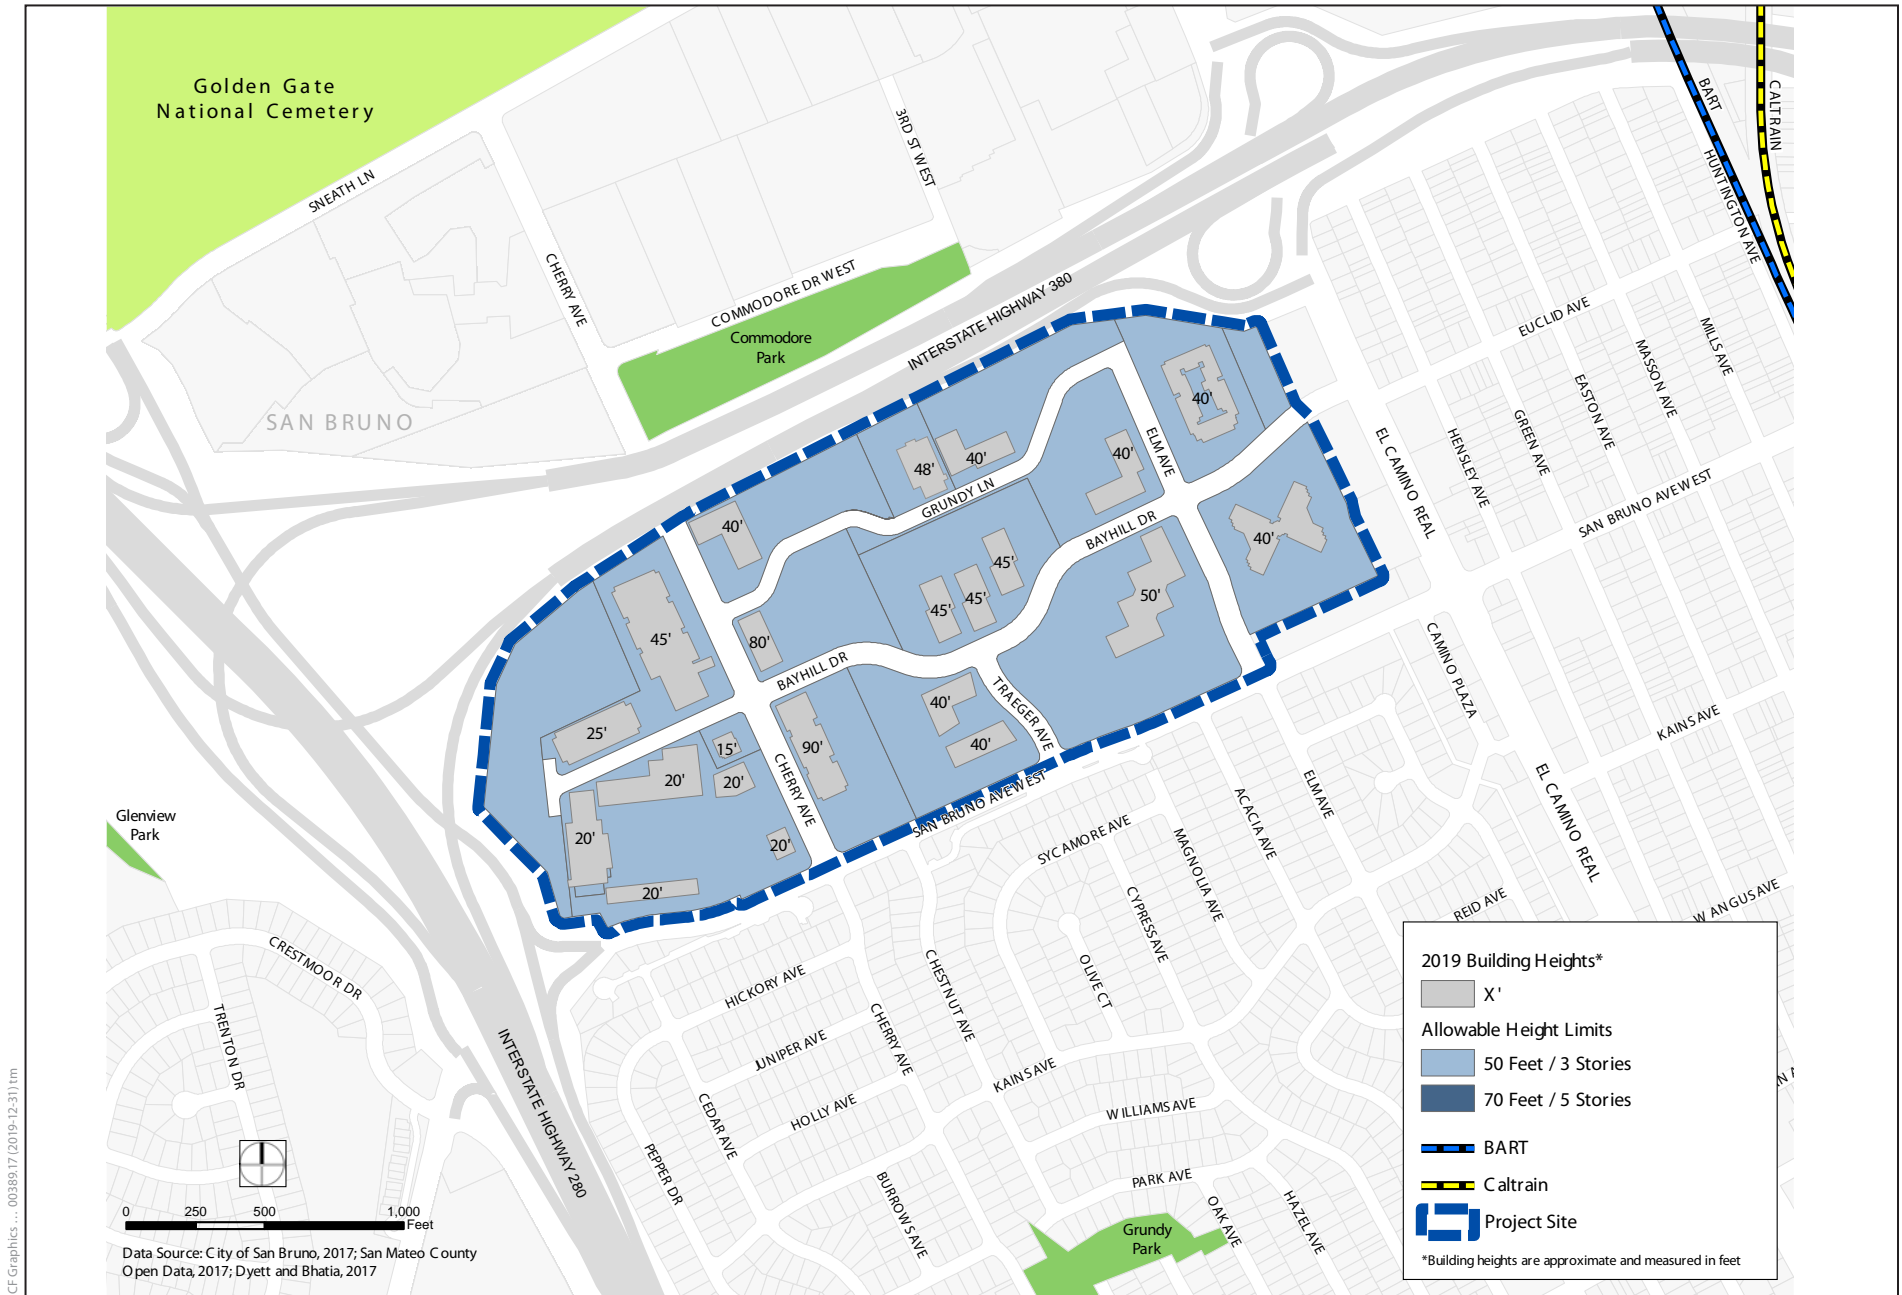 Golden Gate
National Cemetery
SNEATH LN
CHERRY AVE
3RD ST WEST
COMMODORE DR WEST
Commodore
Park
INTERSTATE HIGHWAY 380
SAN BRUNO
BART
CALTRAIN
HUNTINGTON AVE
EUCLID AVE
MILLS AVE
MASSON AVE
EASTON AVE
GREEN AVE
HENSLEY AVE
EL CAMINO REAL
SAN BRUNO AVE WEST
40'
48'
40'
40'
ELM AVE
GRUNDY LN
40'
BAYHILL DR
40'
45'
45'
45'
50'
45'
80'
BAYHILL DR
40'
TRAEGER AVE
40'
25'
15'
90'
20'
20'
CHERRY AVE
20'
20'
20'
SAN BRUNO AVE WEST
CAMINO PLAZA
KAINS AVE
EL CAMINO REAL
ELM AVE
ACACIA AVE
SYCAMORE AVE
MAGNOLIA AVE
CYPRESS AVE
REID AVE
W ANGUS AVE
Glenview
Park
CRESTMOOR DR
TRENTON DR
HICKORY AVE
CHESTNUT AVE
OLIVE CT
JUNIPER AVE
CHERRY AVE
KAINS AVE
HOLLY AVE
CEDAR AVE
WILLIAMS AVE
INTERSTATE HIGHWAY 280
PEPPER DR
BURROWS AVE
PARK AVE
OAK AVE
HAZEL AVE
Grundy
Park
2019 Building Heights*
X'
Allowable Height Limits
50 Feet / 3 Stories
70 Feet / 5 Stories
BART
Caltrain
Project Site
*Building heights are approximate and measured in feet
0 250 500 1,000
Feet
Data Source: City of San Bruno, 2017; San Mateo County
Open Data, 2017; Dyett and Bhatia, 2017
CF Graphics ... 00389.17 (2019-12-31) tm